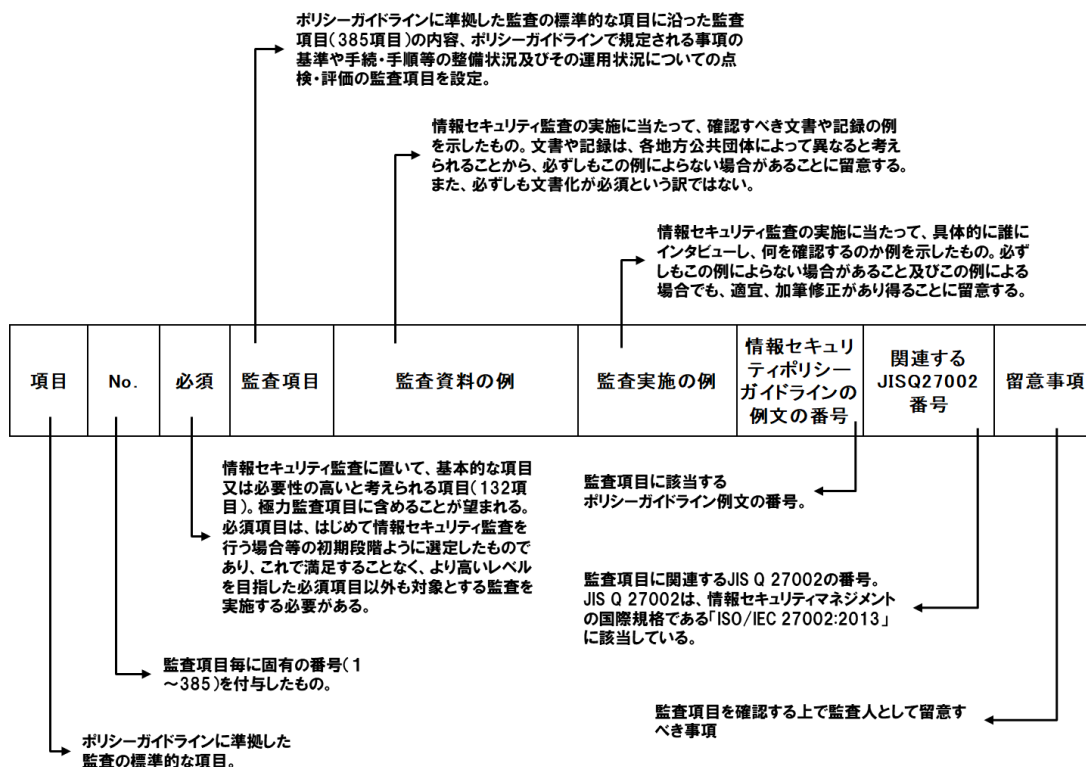 ポリシーガイドラインに準拠した監査の標準的な項目に沿った監査
項目(385項目)の内容、ポリシーガイドラインで規定される事項の
基準や手続・手順等の整備状況及びその運用状況についての点
検・評価の監査項目を設定。
情報セキュリティ監査の実施に当たって、確認すべき文書や記録の例
を示したもの。文書や記録は、各地方公共団体によって異なると考え
られることから、必ずしもこの例によらない場合があることに留意する。
また、必ずしも文書化が必須という訳ではない。
情報セキュリティ監査の実施に当たって、具体的に誰に
インタビューし、何を確認するのか例を示したもの。必ず
しもこの例によらない場合があること及びこの例による
場合でも、適宜、加筆修正があり得ることに留意する。
項目
No.
必須
監査項目
監査資料の例
監査実施の例
情報セキュリ
ティポリシー
ガイドラインの
例文の番号
関連する
JISQ27002
番号
留意事項
情報セキュリティ監査に置いて、基本的な項目
又は必要性の高いと考えられる項目(132項
目)。極力監査項目に含めることが望まれる。
必須項目は、はじめて情報セキュリティ監査を
行う場合等の初期段階ように選定したもので
あり、これで満足することなく、より高いレベル
を目指した必須項目以外も対象とする監査を
実施する必要がある。
監査項目に該当する
ポリシーガイドライン例文の番号。
監査項目に関連するJIS Q 27002の番号。
JIS Q 27002は、情報セキュリティマネジメント
の国際規格である「ISO/IEC 27002:2013」
に該当している。
監査項目毎に固有の番号(1
～385)を付与したもの。
監査項目を確認する上で監査人として留意す
べき事項
ポリシーガイドラインに準拠した
監査の標準的な項目。